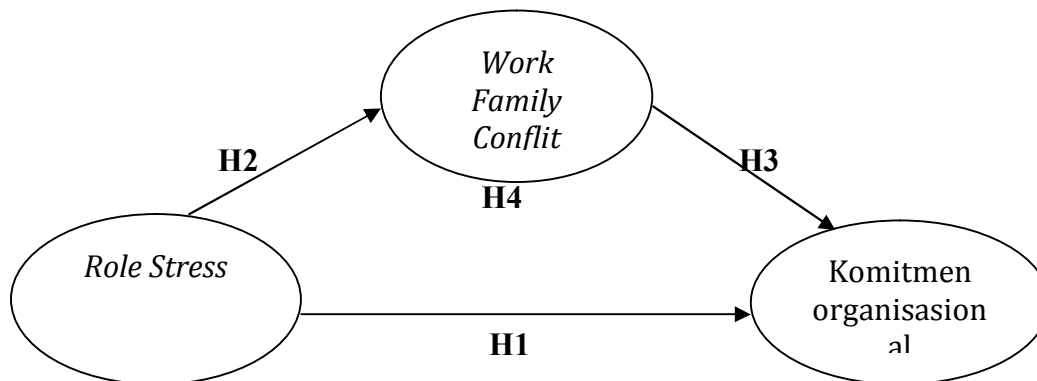 Work
Family
Conflit
H2
H3
H4
Role Stress
Komitmen
organisasion
al
H1